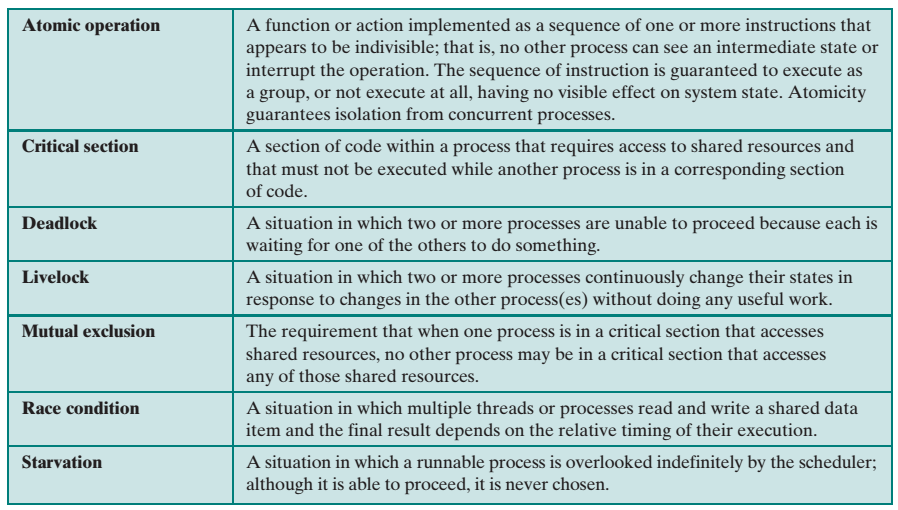 Atomic operation
A function or action implemented as a sequence of one or more instructions that
appears to be indivisible; that is, no other process can see an intermediate state or
interrupt the operation. The sequence of instruction is guaranteed to execute as
a group, or not execute at all, having no visible effect on system state. Atomicity
guarantees isolation from concurrent processes.
Critical section
A section of code within a process that requires access to shared resources and
that must not be executed while another process is in a corresponding section
of code.
Deadlock
A situation in which two or more processes are unable to proceed because each is
waiting for one of the others to do something.
Livelock
A situation in which two or more processes continuously change their states in
response to changes in the other process(es) without doing any useful work.
Mutual exclusion
The requirement that when one process is in a critical section that accesses
shared resources, no other process may be in a critical section that accesses
any of those shared resources.
Race condition
A situation in which multiple threads or processes read and write a shared data
item and the final result depends on the relative timing of their execution.
Starvation
A situation in which a runnable process is overlooked indefinitely by the scheduler;
although it is able to proceed, it is never chosen.